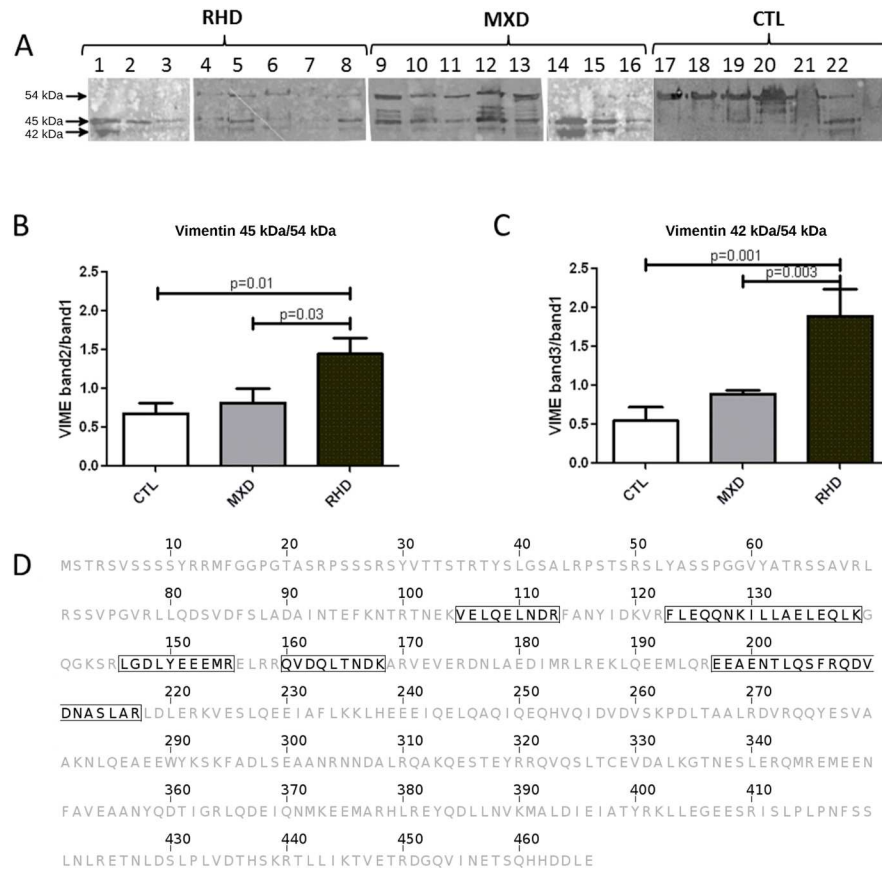 RHD MXD CTL
A
1 2 3 4 5 6 7 8 9 10 11 12 13 14 15 16 17 18 19 20 21 22
54 kDa
45 kDa
42 kDa
B
Vimentin 45 kDa/54 kDa
VIME band2/band1
2.5
2.0
1.5
1.0
0.5
0.0
p=0.01
p=0.03
CTL MXD RHD
C
Vimentin 42 kDa/54 kDa
VIME band3/band1
2.5
2.0
1.5
1.0
0.5
0.0
p=0.001
p=0.003
CTL MXD RHD
D
10 20 30 40 50 60
MSTRSVSSSSYRRMFGGPGTASRPSSSRSYVTTSTRTYSLGSALRPSTSRSLYASSPGGVYATRSSAVRL
80 90 100 110 120 130
RSSVPGVRLLQDSVDFSLADAINTEFKNTRTNEKVELQELNDRFANYIDKVRFLEQQNKILLAELEQLKG
150 160 170 180 190 200
QGKSRLGDLYEEEMRELRRQVDQLTNDKARVEVERDNLAEDIMRLREKLQEEMLQREEAENTLQSFRQDV
220 230 240 250 260 270
DNASLARLDLERKVESLQEEIAFLKKLHEEEIQELQAQIQEQHVQIDVDVSKPDLTAALRDVRQQYESVA
290 300 310 320 330 340
AKNLQEAEEWYKSKFADLSEAANRNNDALRQAKQESTEYRRQVQSLTCEVDALKGTNESLERQMREMEEN
360 370 380 390 400 410
FAVEAANYQDTIGRLQDEIQNMKEEMARHLREYQDLLNVKMALDIEIATYRKLLEGEESRISLPLPNFSS
430 440 450 460
LNLRETNLDSLPLVDTHSKRTLLIKTVETRDGQVINETSQHHDDLE